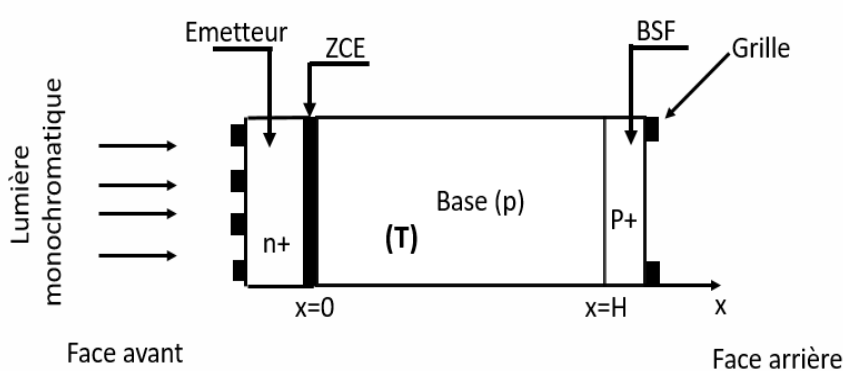 Emetteur
ZCE
BSF
Grille
Lumière
monochromatique
Base (p)
(T)
n+
P+
x=0
x=H
x
Face avant
Face arrière